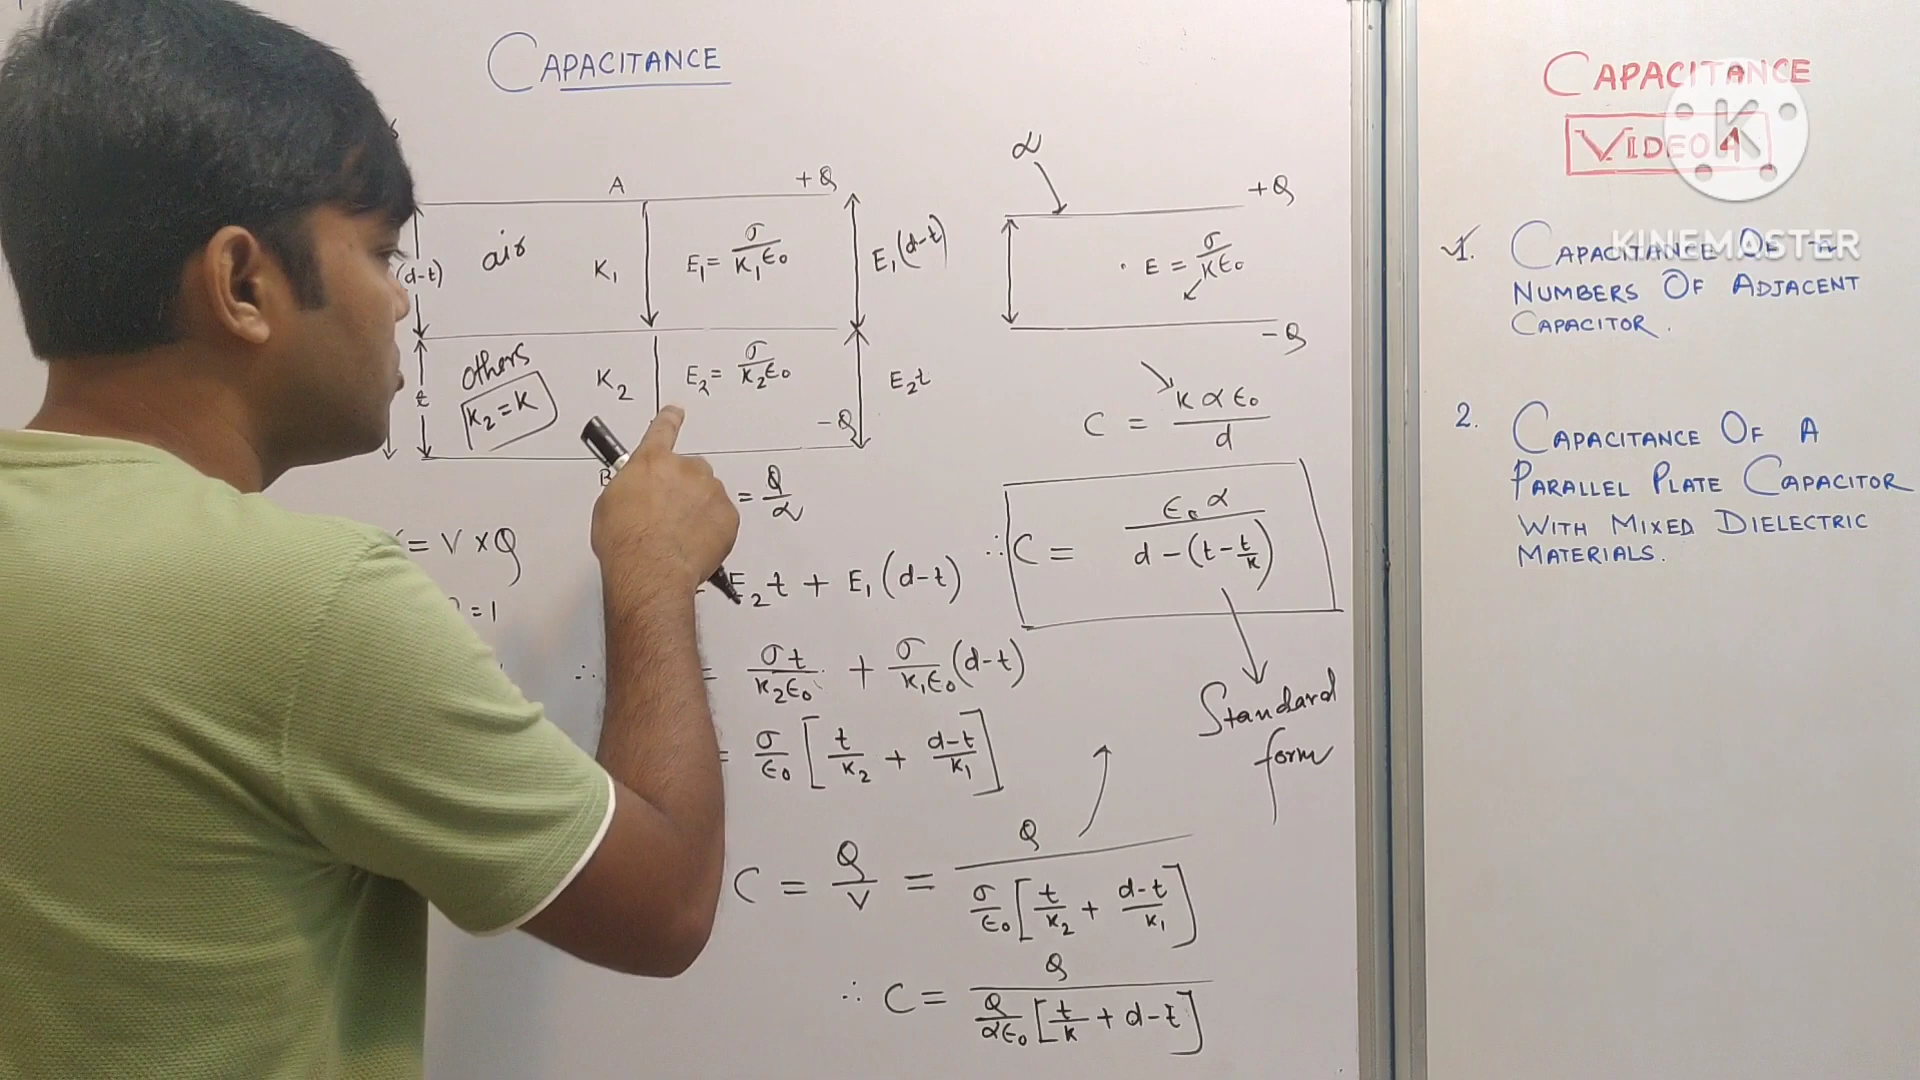 CAPACITANCE
A
+Q
air
K₁
E₁ = σ/K₁ϵ₀
E₁(d-t)
(d-t)
others
K₂ = K
K₂
E₂ = σ/K₂ϵ₀
E₂t
t
-Q
B
= Q/α
= V × Q
= 1
E₂t + E₁(d-t)
∴ = σt/K₂ϵ₀ + σ/K₁ϵ₀ (d-t)
= σ/ϵ₀ [t/K₂ + d-t/K₁]
C = Q/V = Q / σ/ϵ₀ [t/K₂ + d-t/K₁]
∴ C = Q / Q/αϵ₀ [t/K + d-t]
α
+Q
E = σ/Kϵ₀
-Q
C = Kαϵ₀/d
∴ C = ϵ₀α / d-(t-t/K)
Standard
form
CAPACITANCE
VIDEO 4
KINEMASTER
1. CAPACITANCE OF n
NUMBERS OF ADJACENT
CAPACITOR.
2. CAPACITANCE OF A
PARALLEL PLATE CAPACITOR
WITH MIXED DIELECTRIC
MATERIALS.